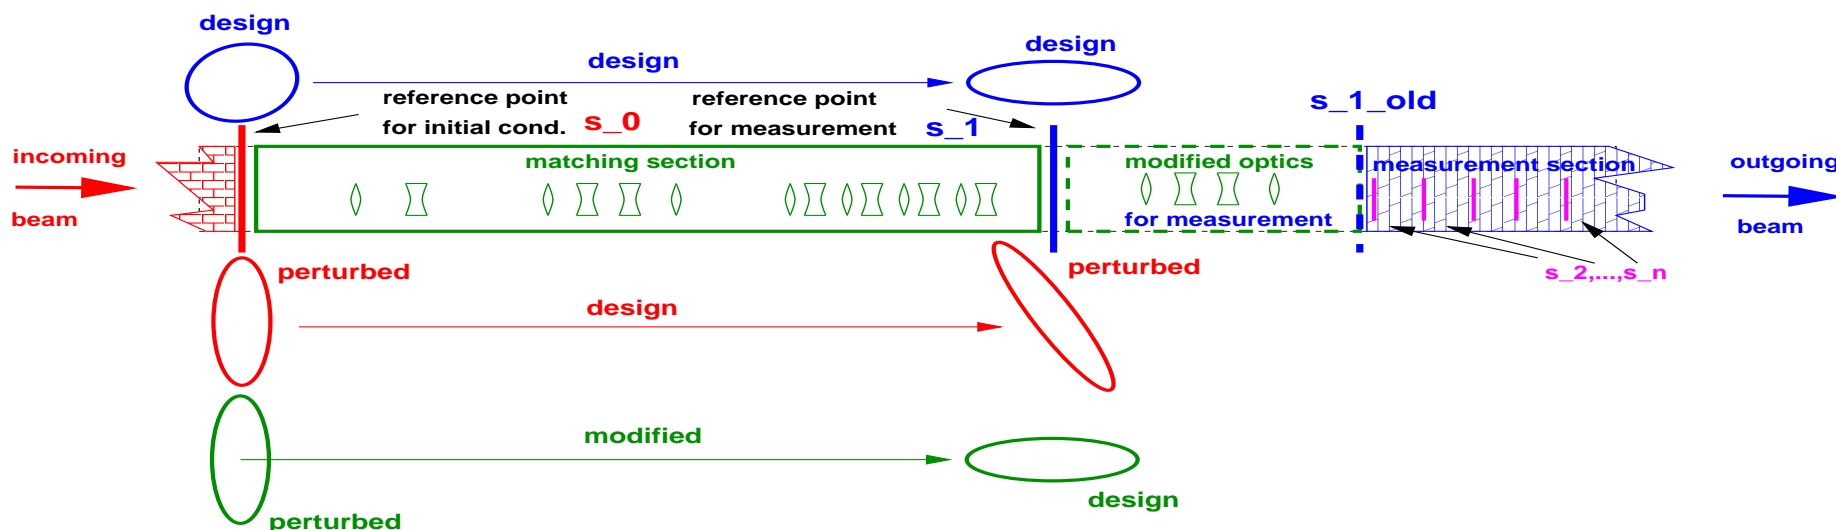 design
design
design
reference point
for initial cond.
s_0
reference point
for measurement
s_1
s_1_old
incoming
beam
matching section
modified optics
for measurement
measurement section
outgoing
beam
s_2,...,s_n
perturbed
perturbed
design
modified
design
perturbed